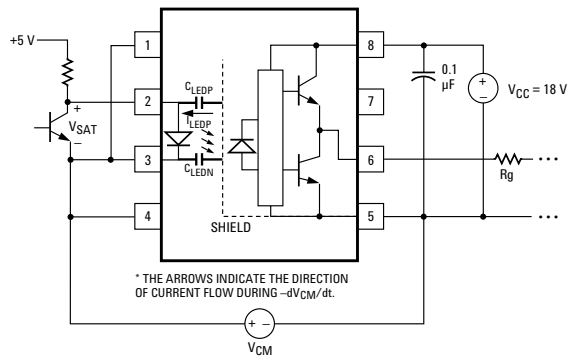 +5 V
1
8
0.1
µF
+
–
V_CC = 18 V
C_LEDP
2
+
I_LEDP
7
V_SAT
–
3
C_LEDN
6
Rg
...
4
SHIELD
5
...
* THE ARROWS INDICATE THE DIRECTION
OF CURRENT FLOW DURING –dV_CM/dt.
+ –
V_CM